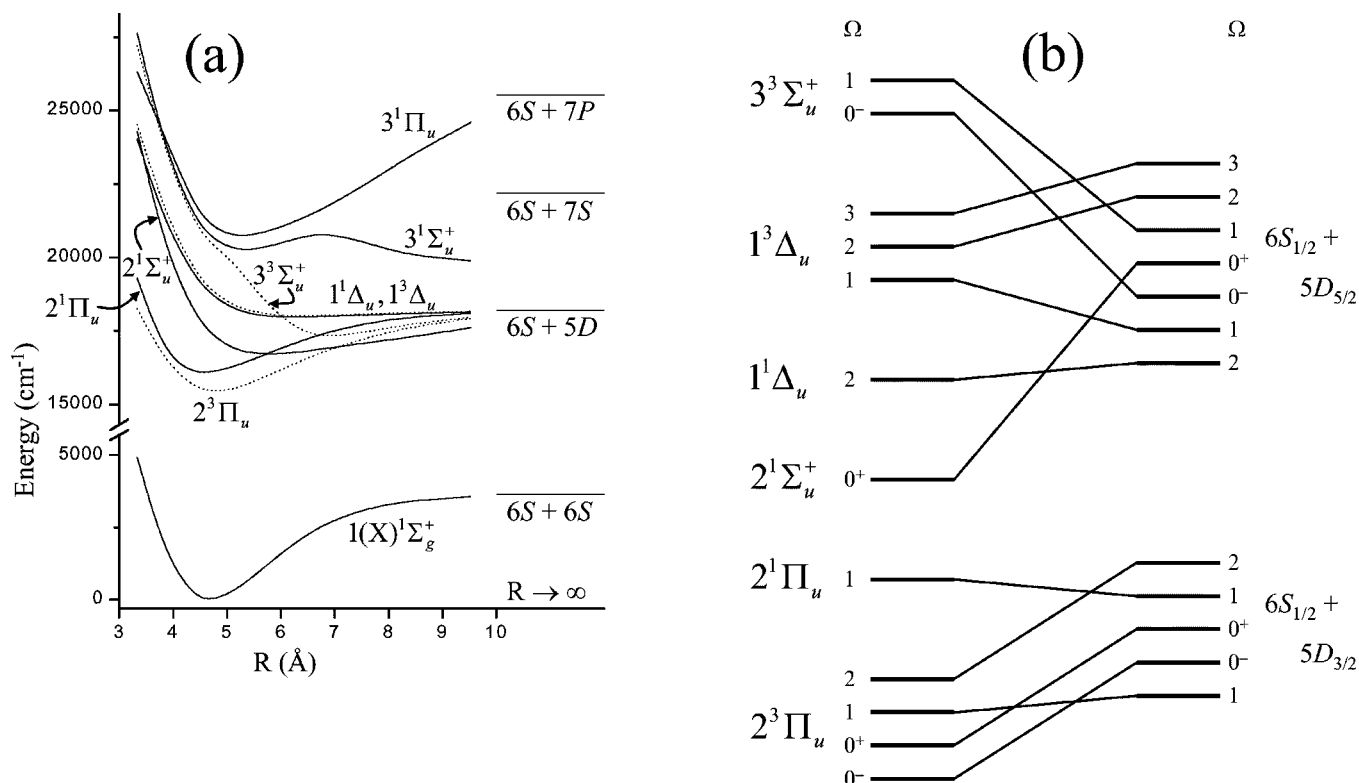 (a)
Energy (cm⁻¹)
25000
20000
15000
5000
0
3 4 5 6 7 8 9 10
R (Å)
3¹Πᵤ
6S + 7P
6S + 7S
3¹Σᵤ⁺
2¹Σᵤ⁺
3³Σᵤ⁺
1¹Δᵤ, 1³Δᵤ
2¹Πᵤ
6S + 5D
2³Πᵤ
6S + 6S
1(X)¹Σg⁺
R → ∞
(b)
Ω
Ω
3³Σᵤ⁺
1
0⁻
1³Δᵤ
3
2
1
1¹Δᵤ
2
2¹Σᵤ⁺
0⁺
2¹Πᵤ
1
2³Πᵤ
2
1
0⁺
0⁻
3
2
1
0⁺
0⁻
1
2
6S₁/₂ +
5D₅/₂
2
1
0⁺
0⁻
1
6S₁/₂ +
5D₃/₂